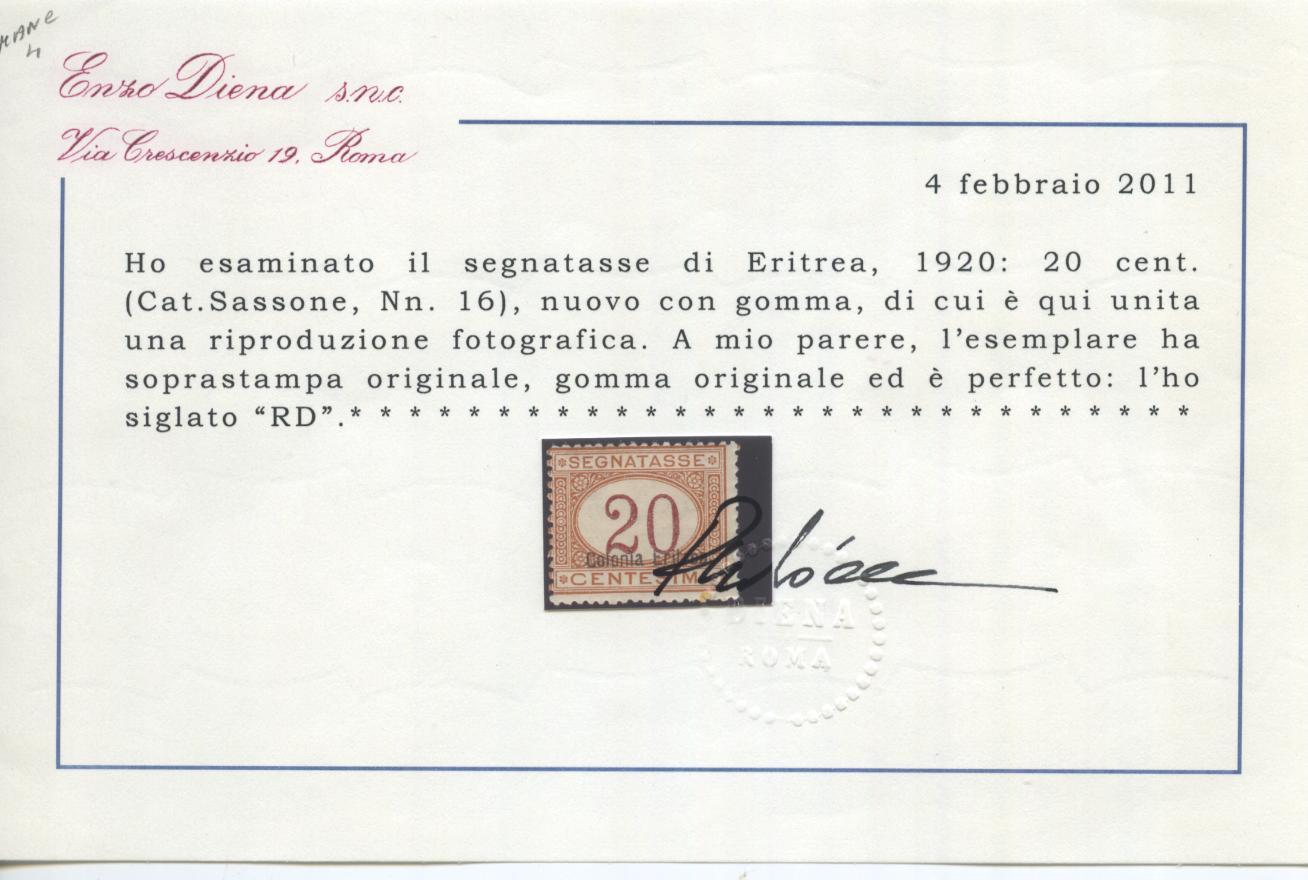 Enzo Diena s.n.c.
Via Crescenzio 19, Roma
4 febbraio 2011
Ho esaminato il segnatasse di Eritrea, 1920: 20 cent.
(Cat.Sassone, Nn. 16), nuovo con gomma, di cui è qui unita
una riproduzione fotografica. A mio parere, l'esemplare ha
soprastampa originale, gomma originale ed è perfetto: l'ho
siglato “RD”.* * * * * * * * * * * * * * * * * * * * * * * * * * * * *
SEGNATASSE
20
Colonia
DIENA
ROMA